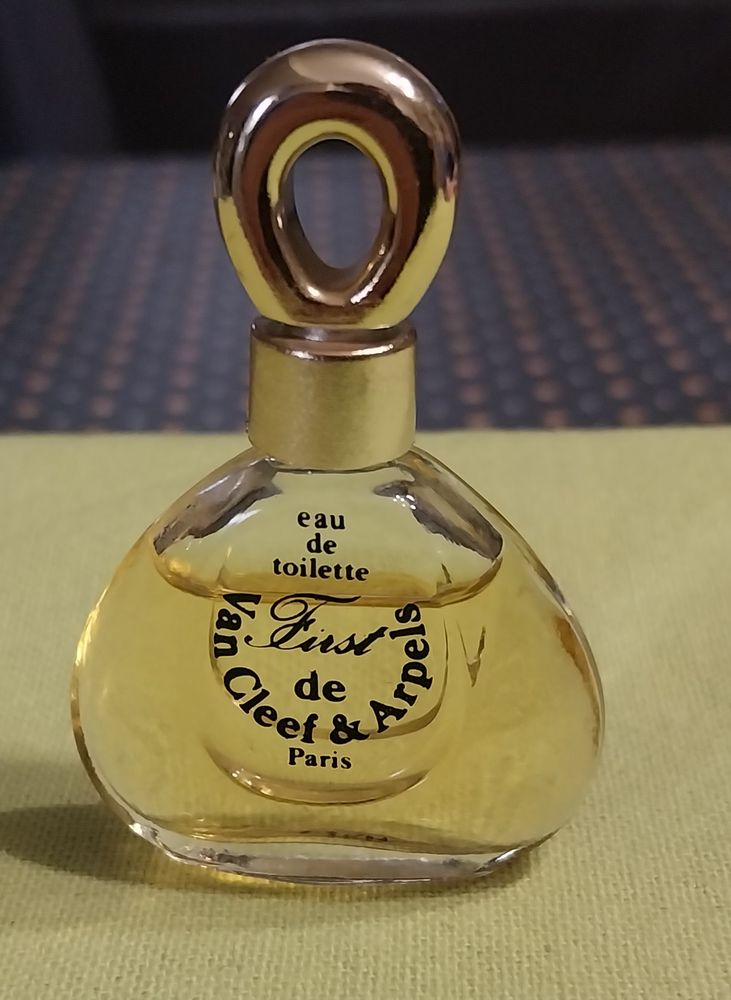 eau
de
toilette
First
de
Van Cleef & Arpels
Paris